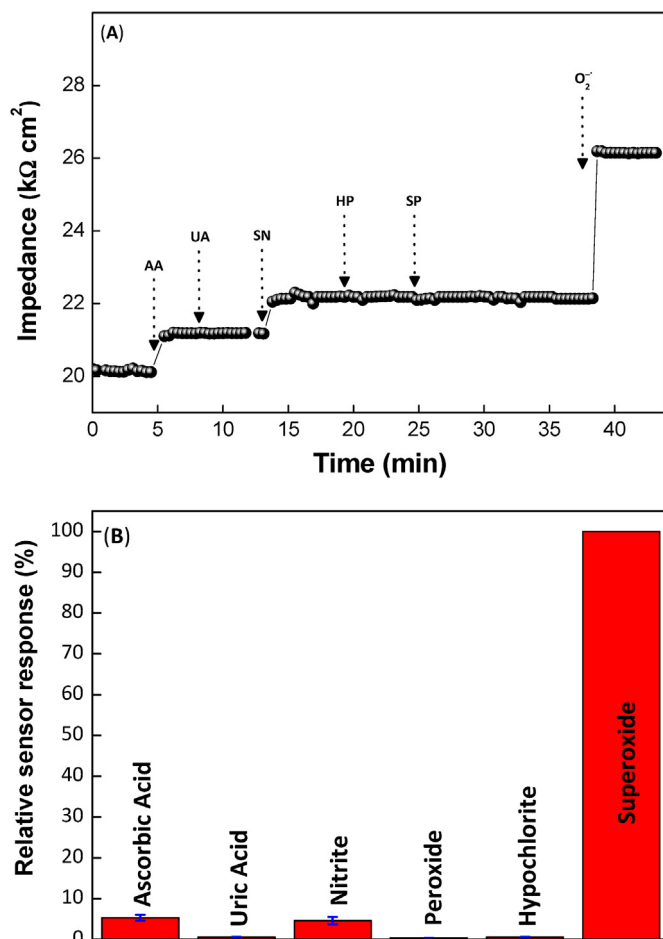 (A)
Impedance (kΩ cm²)
28
26
24
22
20
AA
UA
SN
HP
SP
O₂⁻·
0 5 10 15 20 25 30 35 40
Time (min)
(B)
Relative sensor response (%)
100
90
80
70
60
50
40
30
20
10
0
Ascorbic Acid
Uric Acid
Nitrite
Peroxide
Hypochlorite
Superoxide